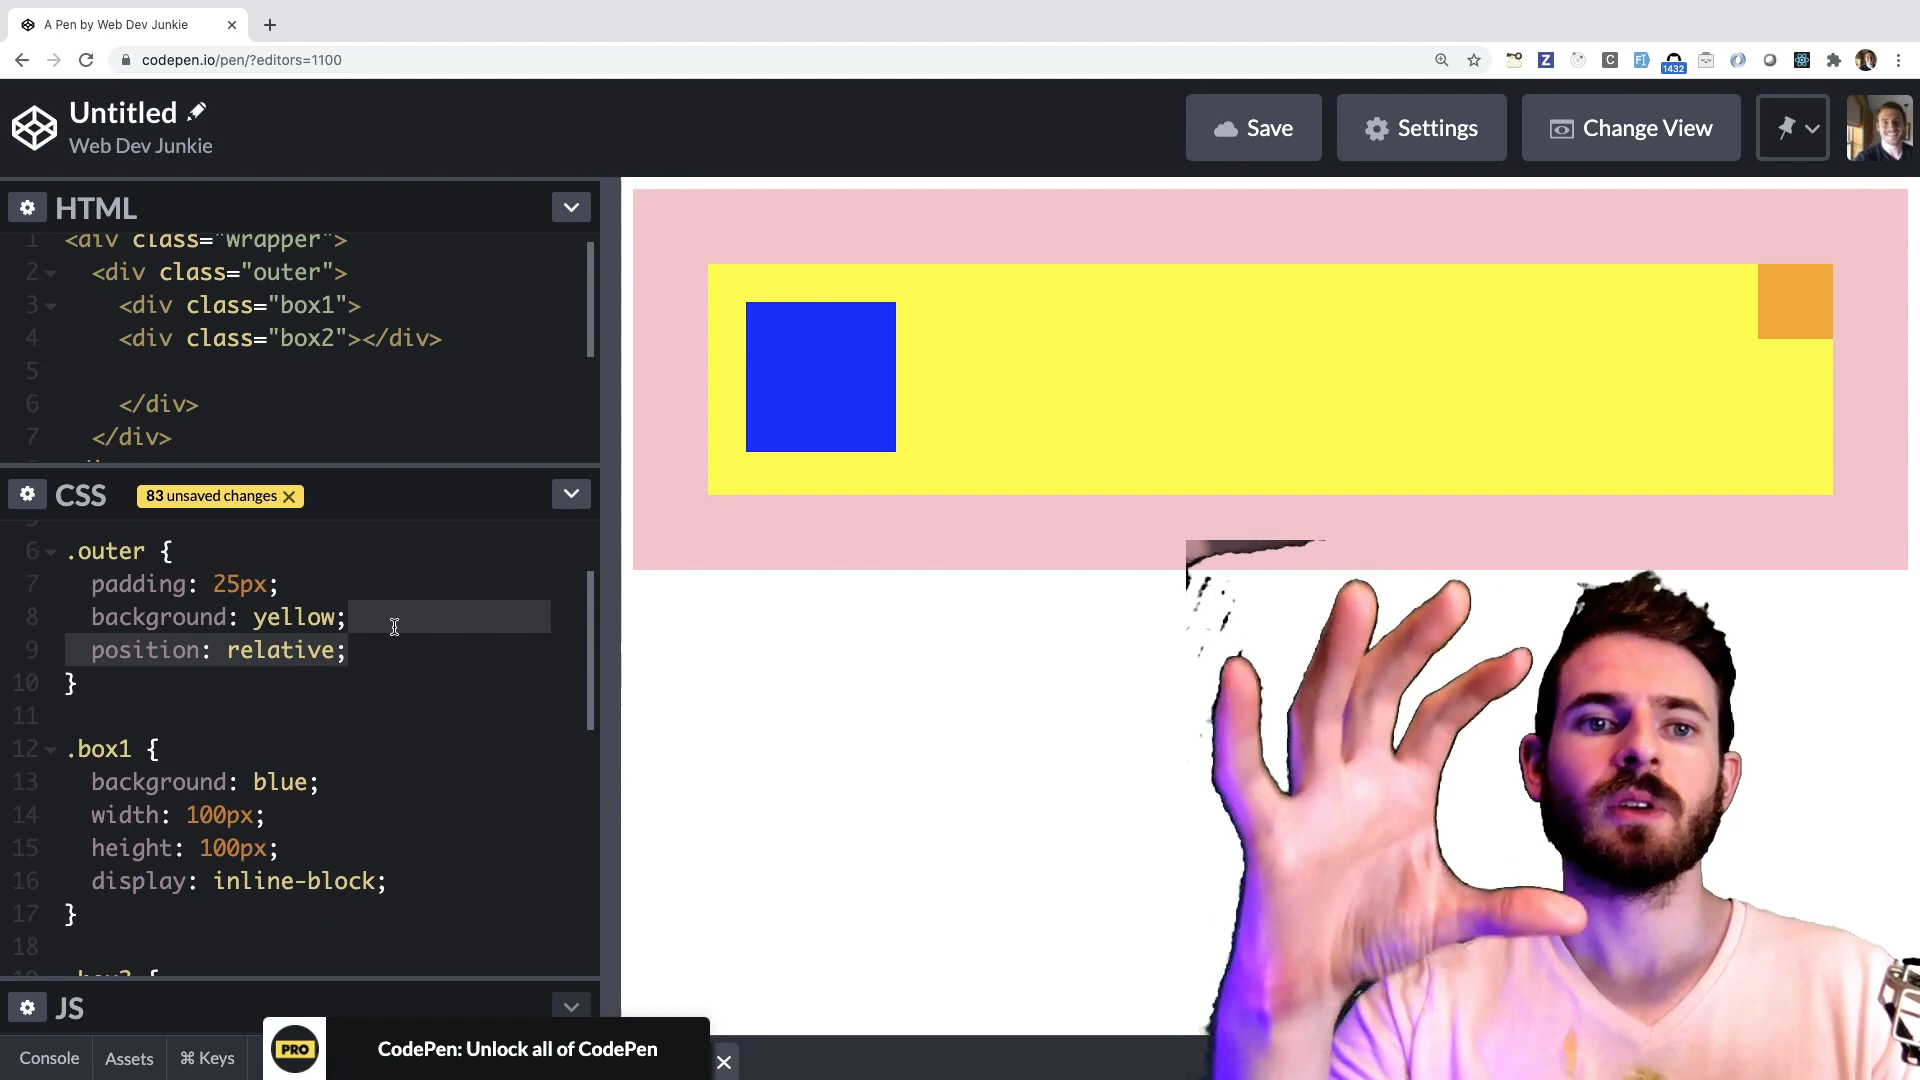 A Pen by Web Dev Junkie
codepen.io/pen/?editors=1100
1432
Untitled
Web Dev Junkie
Save
Settings
Change View
HTML
1 <div class="wrapper">
2 <div class="outer">
3 <div class="box1">
4 <div class="box2"></div>
5
6 </div>
7 </div>
CSS
83 unsaved changes
6 .outer {
7 padding: 25px;
8 background: yellow;
9 position: relative;
10 }
11
12 .box1 {
13 background: blue;
14 width: 100px;
15 height: 100px;
16 display: inline-block;
17 }
18
JS
Console
Assets
⌘ Keys
PRO
CodePen: Unlock all of CodePen